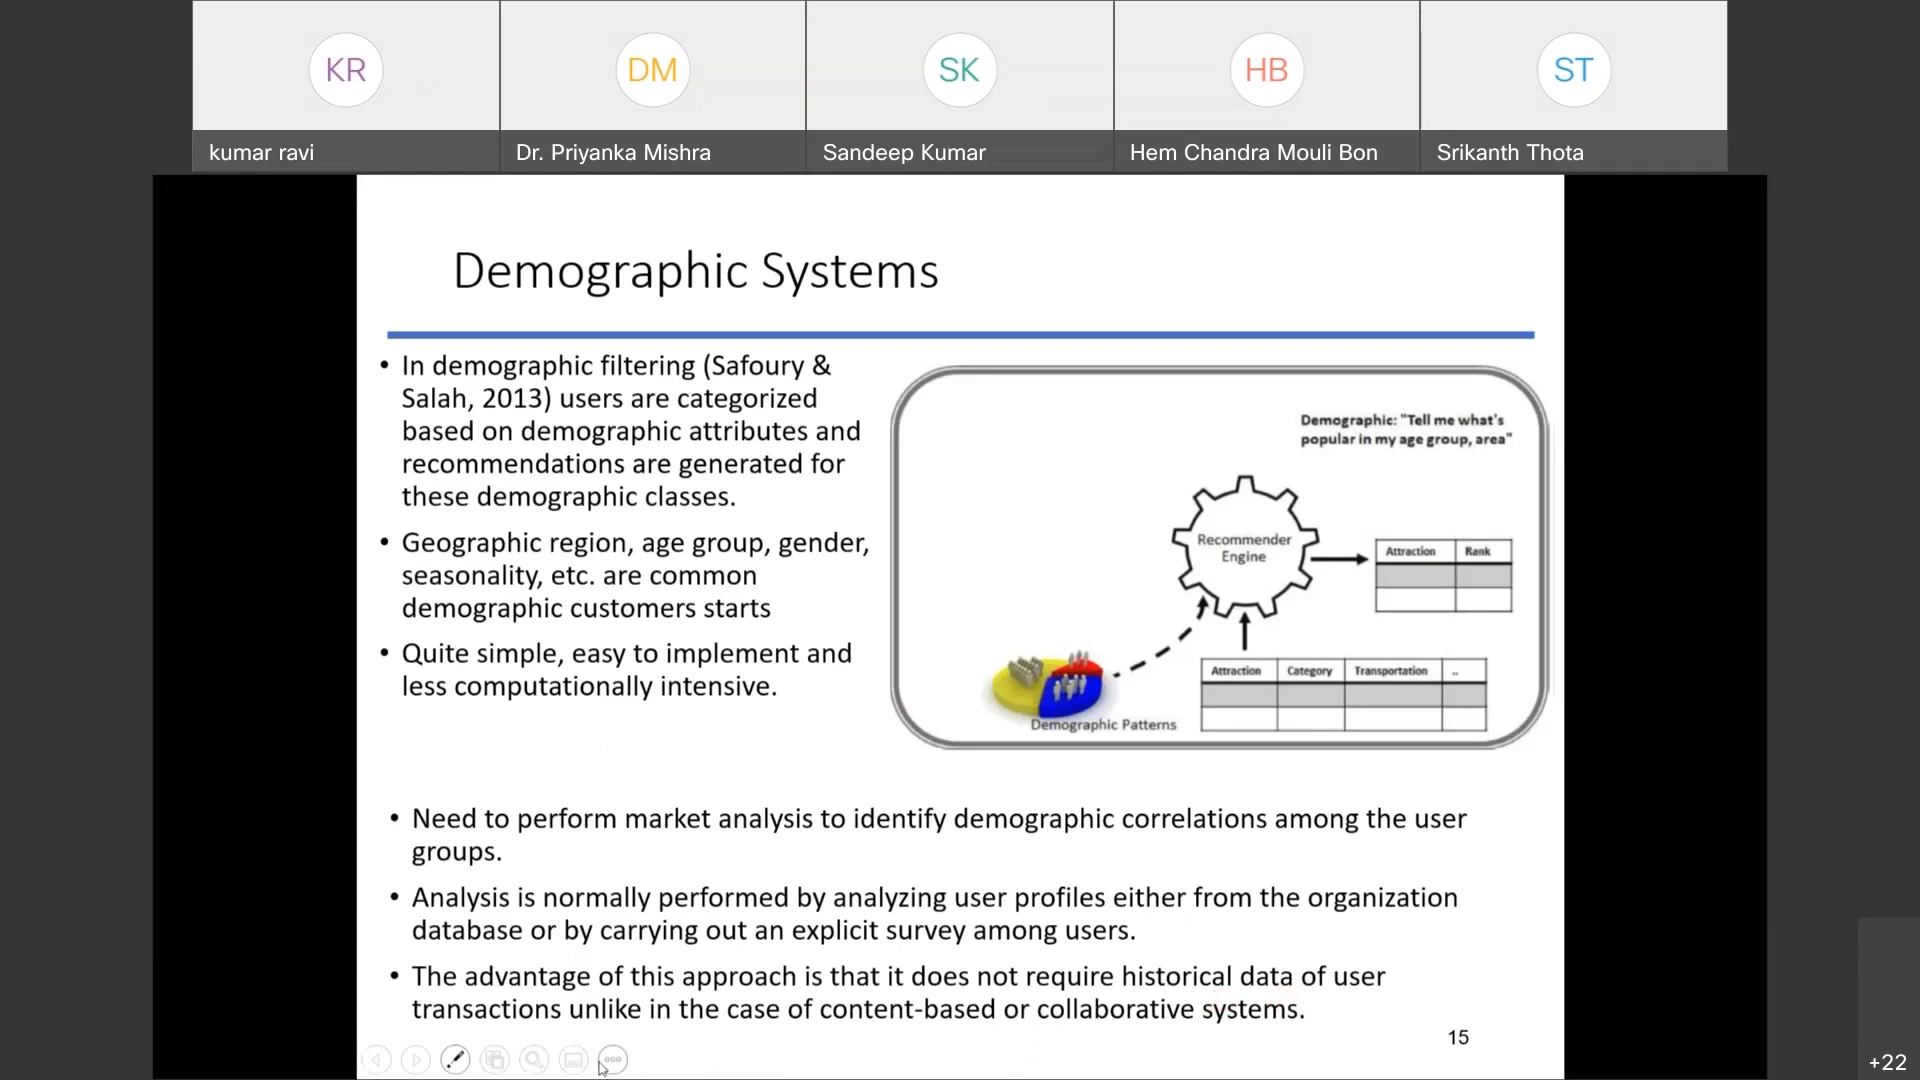 KR
DM
SK
HB
ST
kumar ravi
Dr. Priyanka Mishra
Sandeep Kumar
Hem Chandra Mouli Bon
Srikanth Thota
Demographic Systems
• In demographic filtering (Safoury &
Salah, 2013) users are categorized
based on demographic attributes and
recommendations are generated for
these demographic classes.
• Geographic region, age group, gender,
seasonality, etc. are common
demographic customers starts
• Quite simple, easy to implement and
less computationally intensive.
Demographic: "Tell me what's
popular in my age group, area"
Recommender
Engine
Attraction Rank
Attraction Category Transportation ..
Demographic Patterns
• Need to perform market analysis to identify demographic correlations among the user
groups.
• Analysis is normally performed by analyzing user profiles either from the organization
database or by carrying out an explicit survey among users.
• The advantage of this approach is that it does not require historical data of user
transactions unlike in the case of content-based or collaborative systems.
15
+22